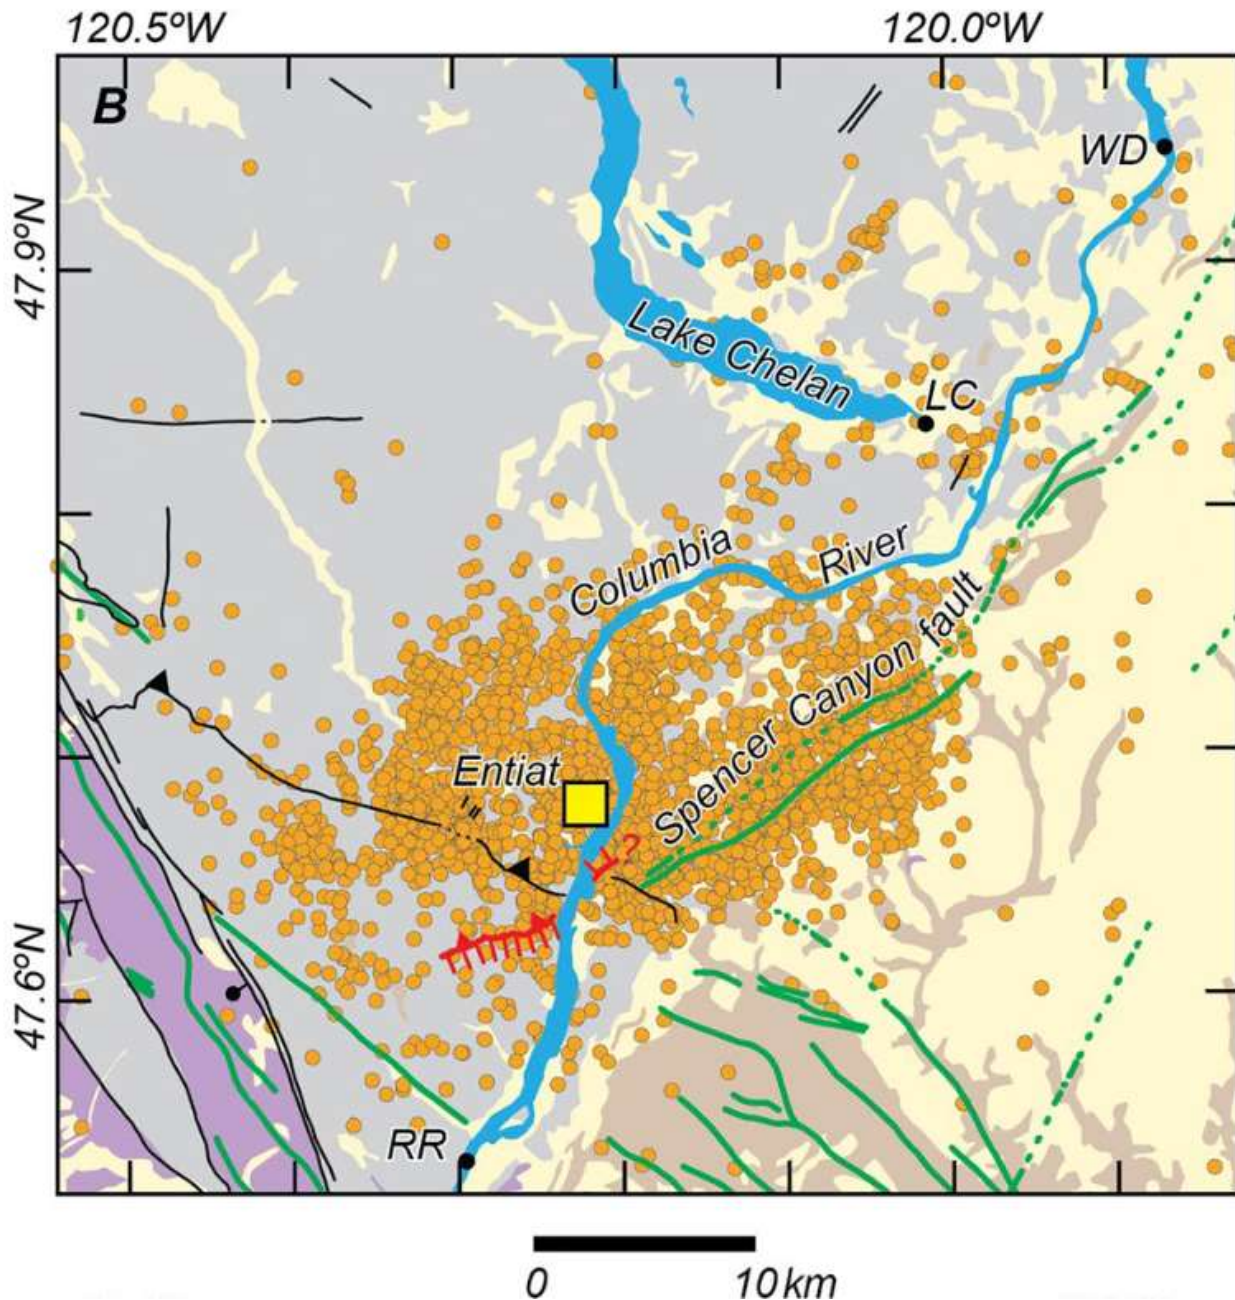 120.5°W
120.0°W
B
WD
47.9°N
Lake Chelan
LC
Columbia
River
Spencer Canyon fault
Entiat
?
47.6°N
RR
0
10 km